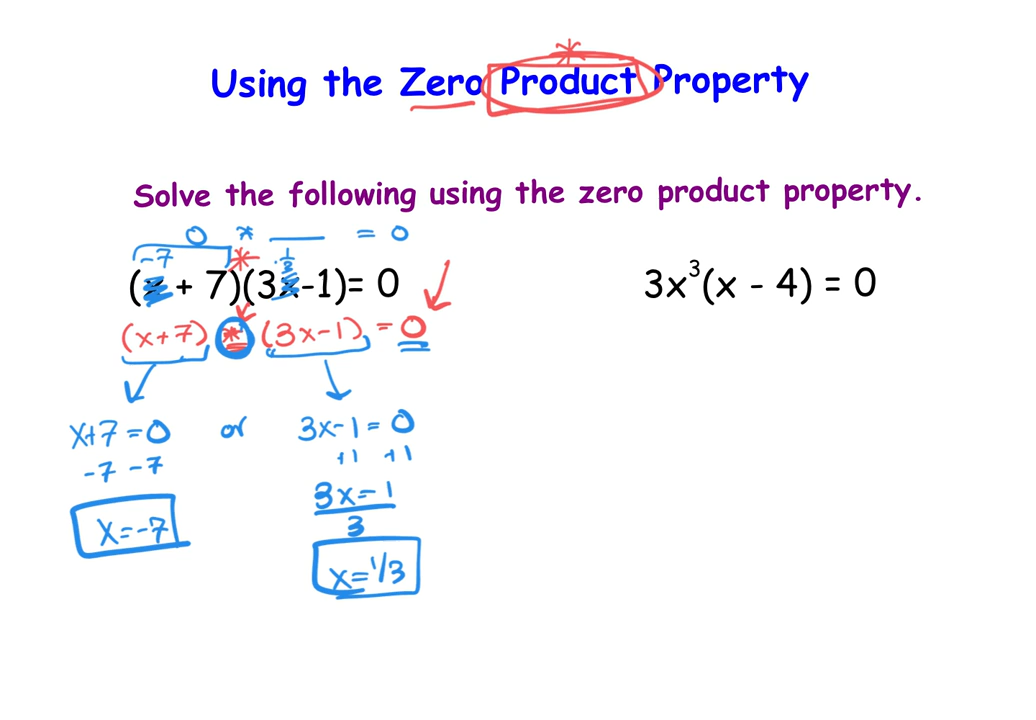 Using the Zero Product Property
Solve the following using the zero product property.
0 * ___ = 0
-7 *
(x + 7)(3x-1)= 0
3x³(x - 4) = 0
(x+7) * (3x-1) = 0
x+7=0 or 3x-1=0
-7 -7 +1 +1
3x=1
3
x=-7
x=1/3